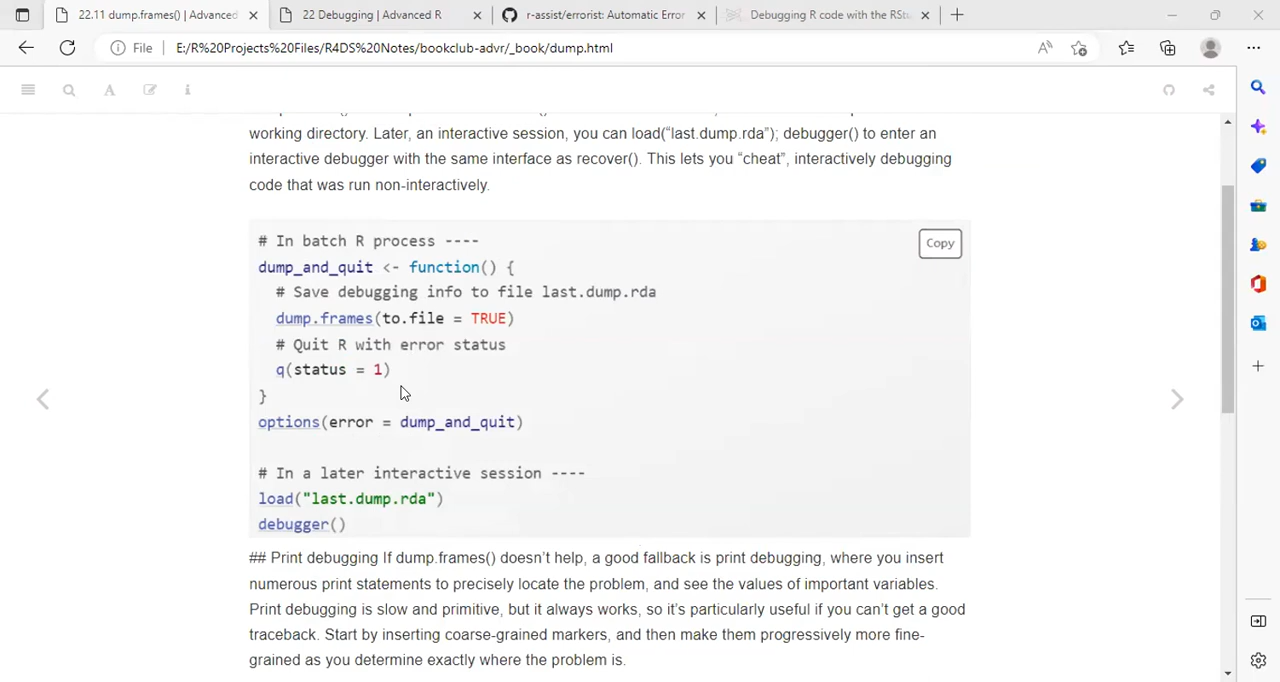 22.11 dump.frames() | Advanced
22 Debugging | Advanced R
r-assist/errorist: Automatic Error
Debugging R code with the RStu
File
E:/R%20Projects%20Files/R4DS%20Notes/bookclub-advr/_book/dump.html
working directory. Later, an interactive session, you can load(“last.dump.rda”); debugger() to enter an
interactive debugger with the same interface as recover(). This lets you “cheat”, interactively debugging
code that was run non-interactively.
# In batch R process ----
Copy
dump_and_quit <- function() {
# Save debugging info to file last.dump.rda
dump.frames(to.file = TRUE)
# Quit R with error status
q(status = 1)
}
options(error = dump_and_quit)
# In a later interactive session ----
load("last.dump.rda")
debugger()
## Print debugging If dump.frames() doesn’t help, a good fallback is print debugging, where you insert
numerous print statements to precisely locate the problem, and see the values of important variables.
Print debugging is slow and primitive, but it always works, so it’s particularly useful if you can’t get a good
traceback. Start by inserting coarse-grained markers, and then make them progressively more fine-
grained as you determine exactly where the problem is.